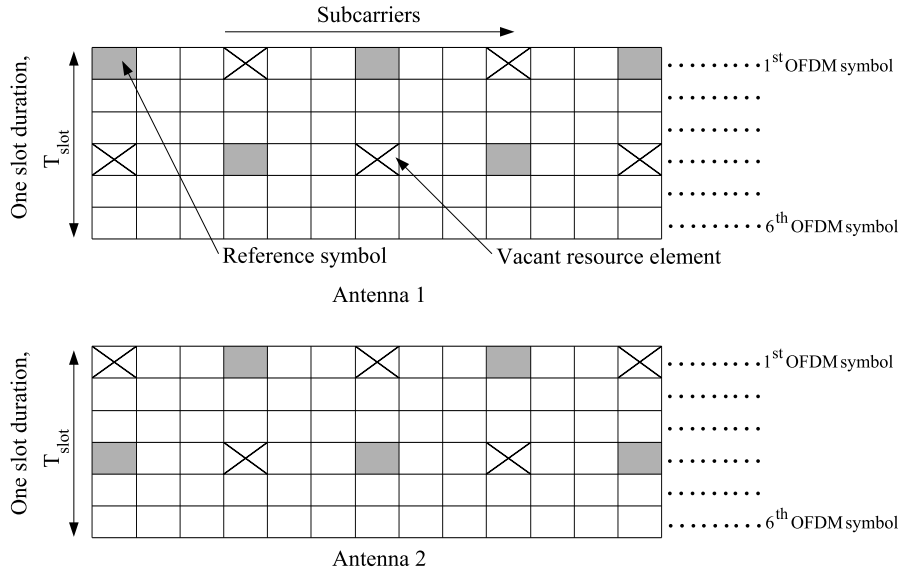 Subcarriers
One slot duration,
T_slot
1st OFDM symbol
6th OFDM symbol
Reference symbol
Vacant resource element
Antenna 1
One slot duration,
T_slot
1st OFDM symbol
6th OFDM symbol
Antenna 2